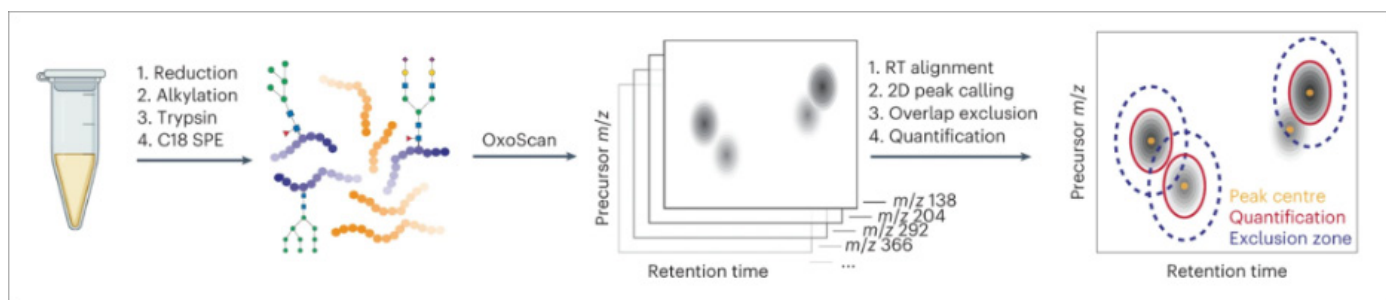 1. Reduction
2. Alkylation
3. Trypsin
4. C18 SPE
OxoScan
Precursor m/z
Retention time
m/z 138
m/z 204
m/z 292
m/z 366
...
1. RT alignment
2. 2D peak calling
3. Overlap exclusion
4. Quantification
Precursor m/z
Peak centre
Quantification
Exclusion zone
Retention time